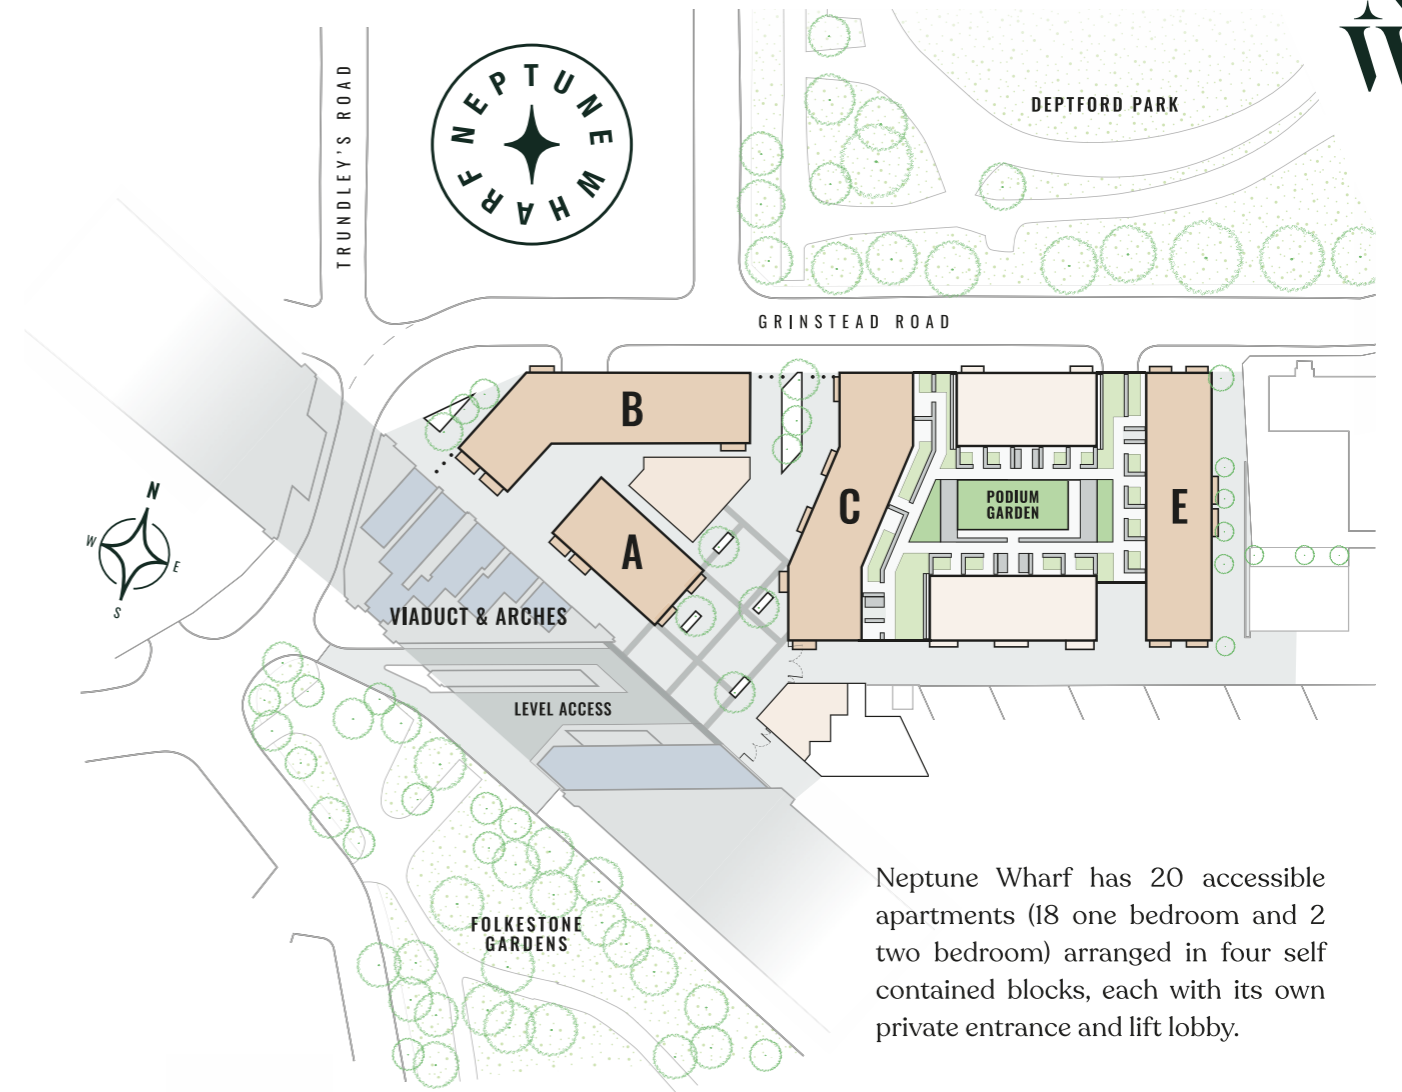 NEPTUNE WHARF
W
TRUNDLEY'S ROAD
DEPTFORD PARK
GRINSTEAD ROAD
B
C
PODIUM
GARDEN
E
A
N
W
E
S
VIADUCT & ARCHES
LEVEL ACCESS
FOLKESTONE
GARDENS
Neptune Wharf has 20 accessible
apartments (18 one bedroom and 2
two bedroom) arranged in four self
contained blocks, each with its own
private entrance and lift lobby.